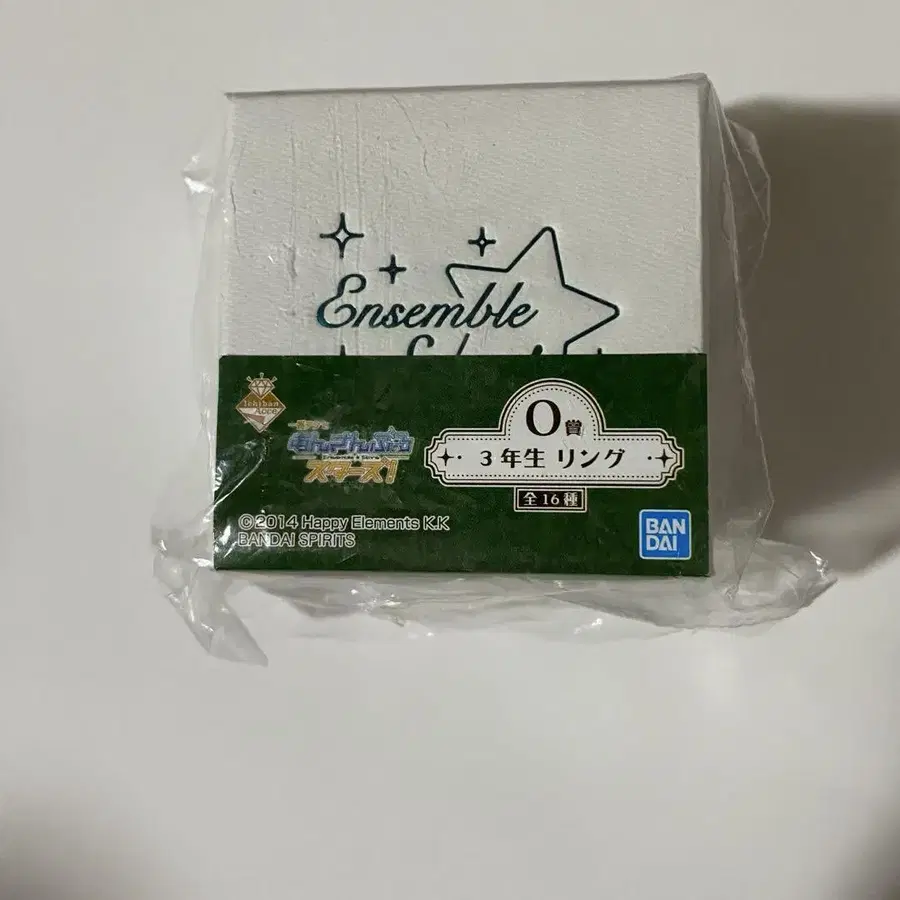 Ensemble
Ichiban
Acce
あんさんぶる
スターズ!
O賞
3年生 リング
全16種
©2014 Happy Elements K.K
BANDAI SPIRITS
BAN
DAI